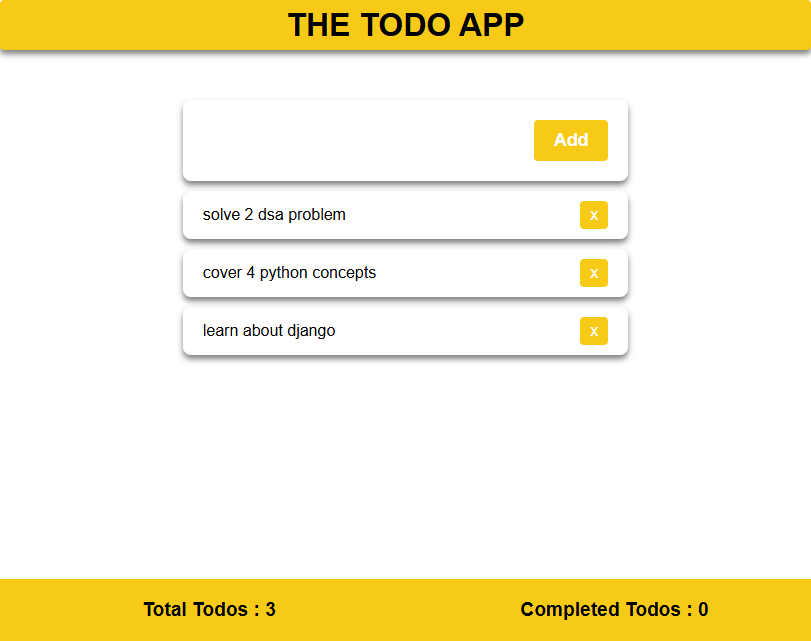 THE TODO APP
Add
solve 2 dsa problem
x
cover 4 python concepts
x
learn about django
x
Total Todos : 3
Completed Todos : 0